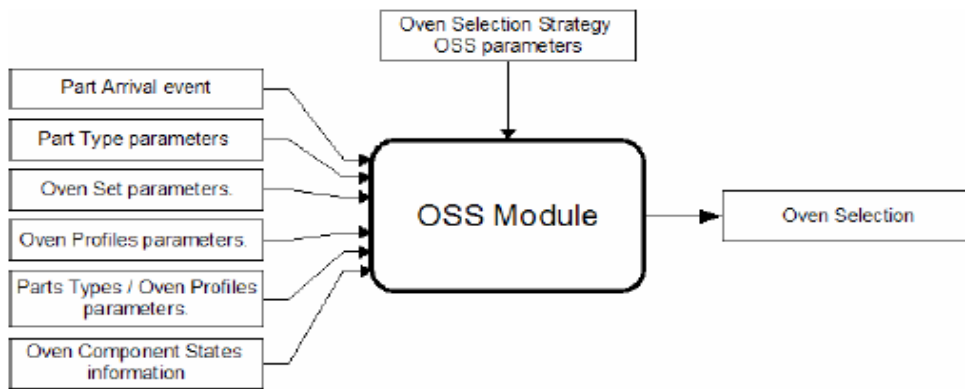 Oven Selection Strategy
OSS parameters
Part Arrival event
Part Type parameters
Oven Set parameters.
Oven Profiles parameters.
Parts Types / Oven Profiles
parameters.
Oven Component States
information
OSS Module
Oven Selection